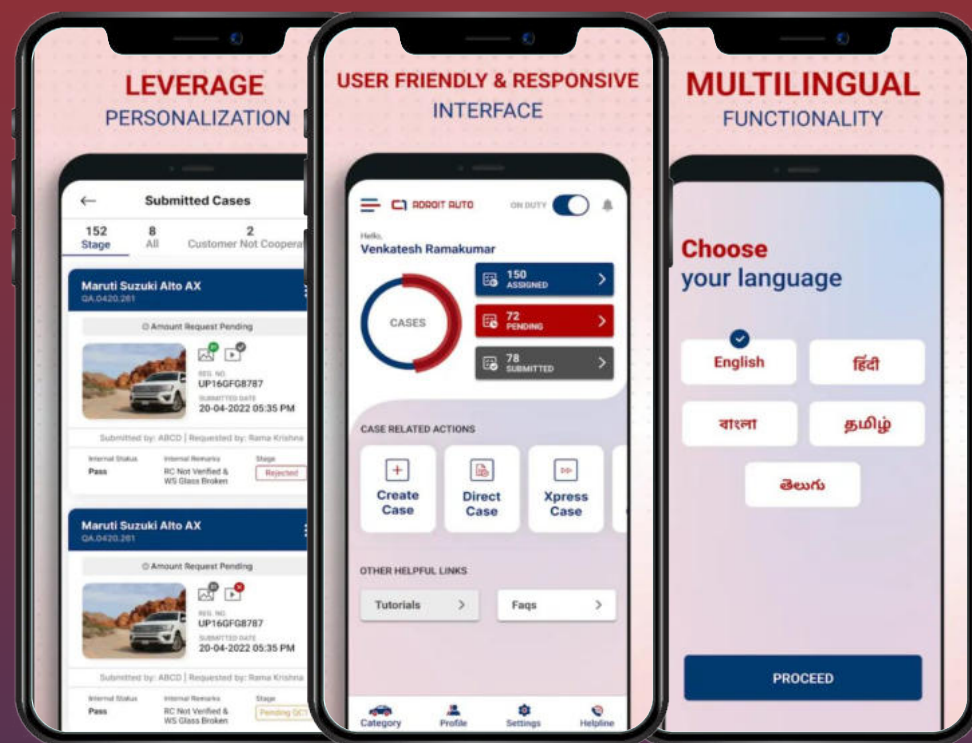 LEVERAGE
PERSONALIZATION
Submitted Cases
152
Stage
8
All
2
Customer Not Cooperat
Maruti Suzuki Alto AX
QA.0420.281
Amount Request Pending
REG. NO.
UP16GFG8787
SUBMITTED DATE
20-04-2022 05:35 PM
Submitted by: ABCD | Requested by: Rama Krishna
Internal Status
Pass
Internal Remarks
RC Not Verified &
WS Glass Broken
Stage
Rejected
Maruti Suzuki Alto AX
QA.0420.281
Amount Request Pending
REG. NO.
UP16GFG8787
SUBMITTED DATE
20-04-2022 05:35 PM
Submitted by: ABCD | Requested by: Rama Krishna
Internal Status
Pass
Internal Remarks
RC Not Verified &
WS Glass Broken
Stage
Pending QC
USER FRIENDLY & RESPONSIVE
INTERFACE
ADROIT AUTO
ON DUTY
Hello,
Venkatesh Ramakumar
CASES
150
ASSIGNED
72
PENDING
78
SUBMITTED
CASE RELATED ACTIONS
Create
Case
Direct
Case
Xpress
Case
OTHER HELPFUL LINKS
Tutorials
Faqs
Category
Profile
Settings
Helpline
MULTILINGUAL
FUNCTIONALITY
Choose
your language
English
हिंदी
বাংলা
தமிழ்
తెలుగు
PROCEED